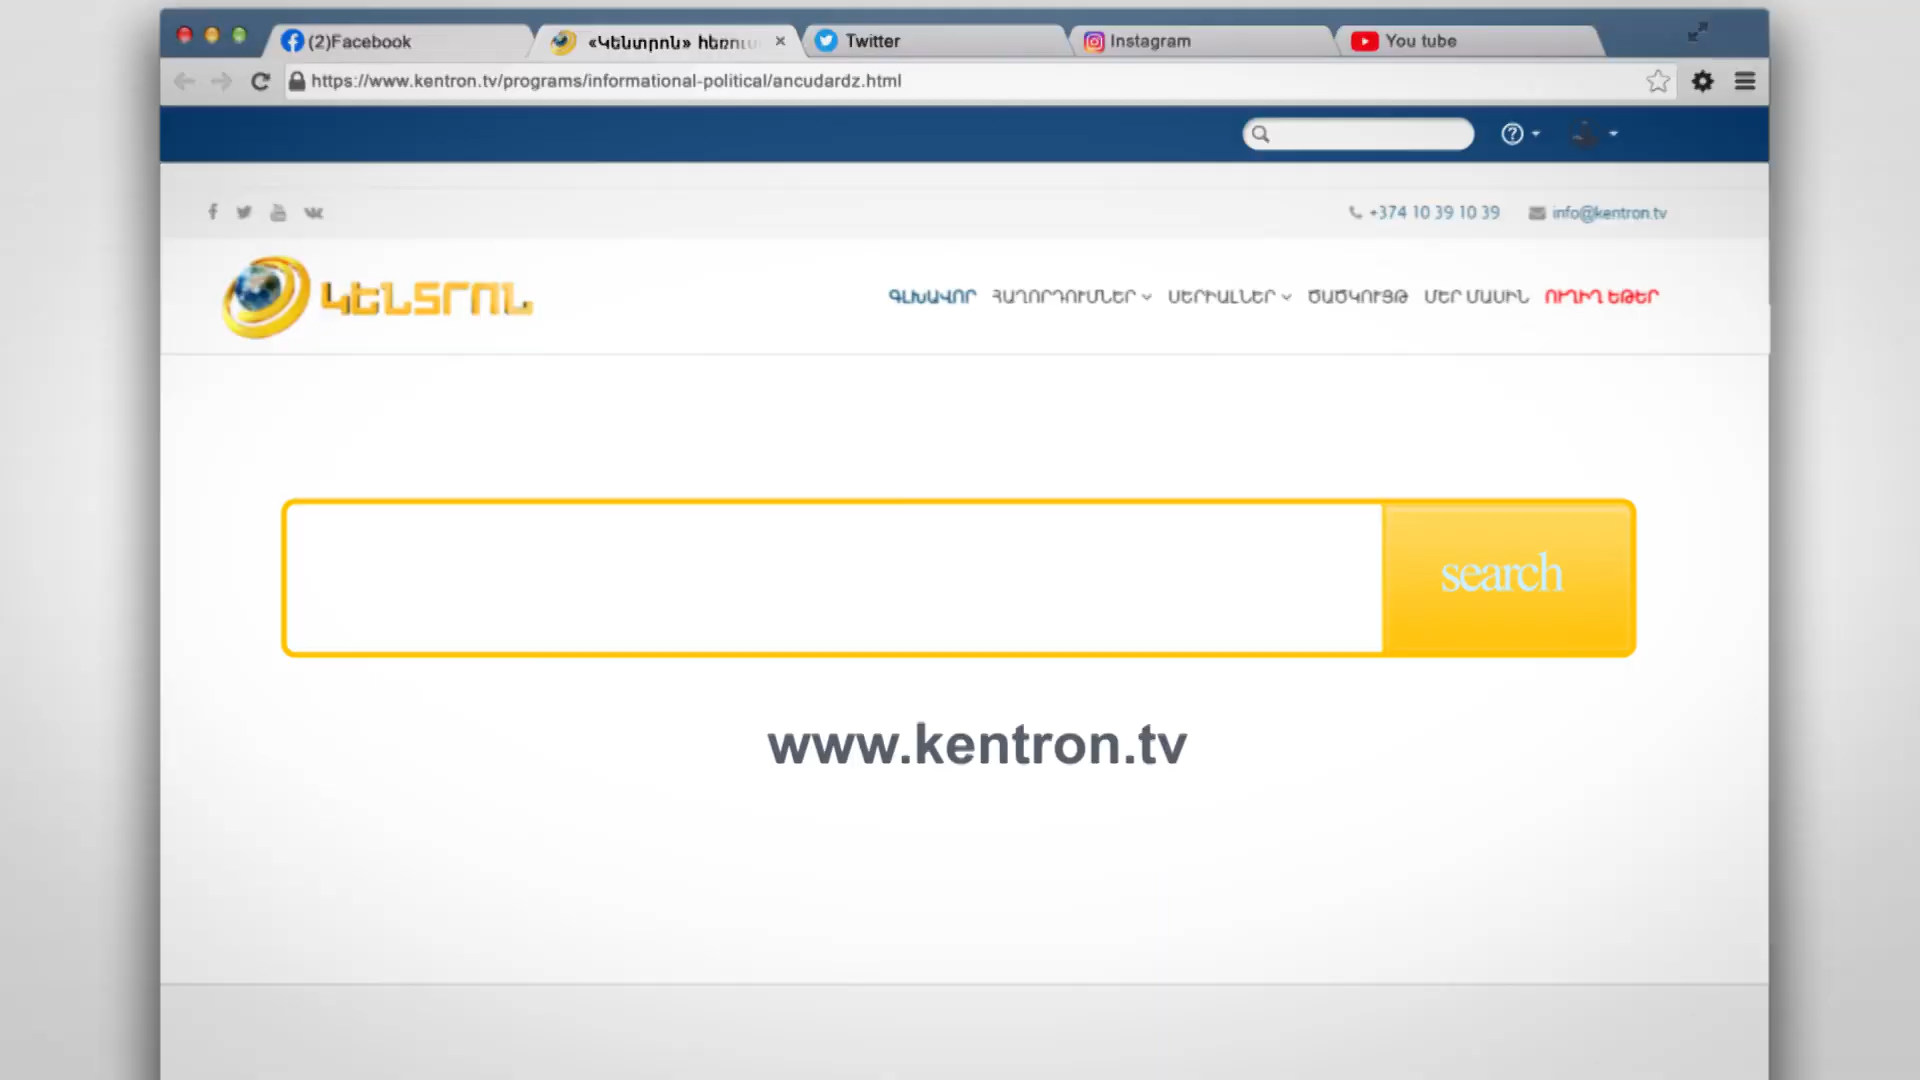 (2)Facebook
«Կենտրոն» հեռուս
Twitter
Instagram
You tube
https://www.kentron.tv/programs/informational-political/ancudardz.html
+374 10 39 10 39
info@kentron.tv
ԿԵՆՏՐՈՆ
ԳԼԽԱՎՈՐ ՀԱՂՈՐԴՈՒՄՆԵՐ ՍԵՐԻԱԼՆԵՐ ԾԱԾԿՈՒՅԹ ՄԵՐ ՄԱՍԻՆ ՈՒՂԻՂ ԵԹԵՐ
search
www.kentron.tv